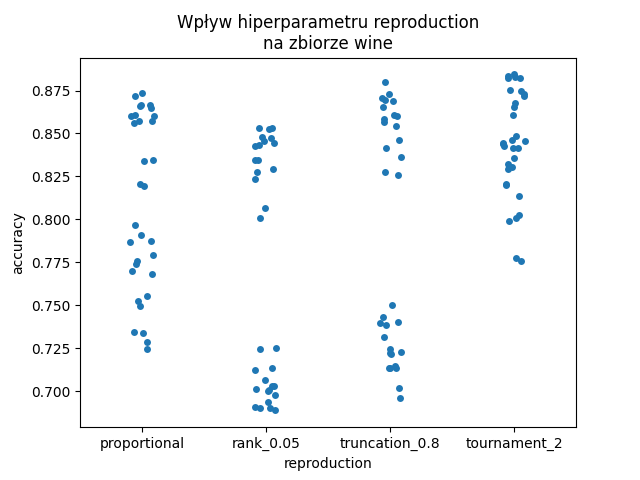 Wpływ hiperparametru reproduction
na zbiorze wine
accuracy
0.875
0.850
0.825
0.800
0.775
0.750
0.725
0.700
proportional rank_0.05 truncation_0.8 tournament_2
reproduction